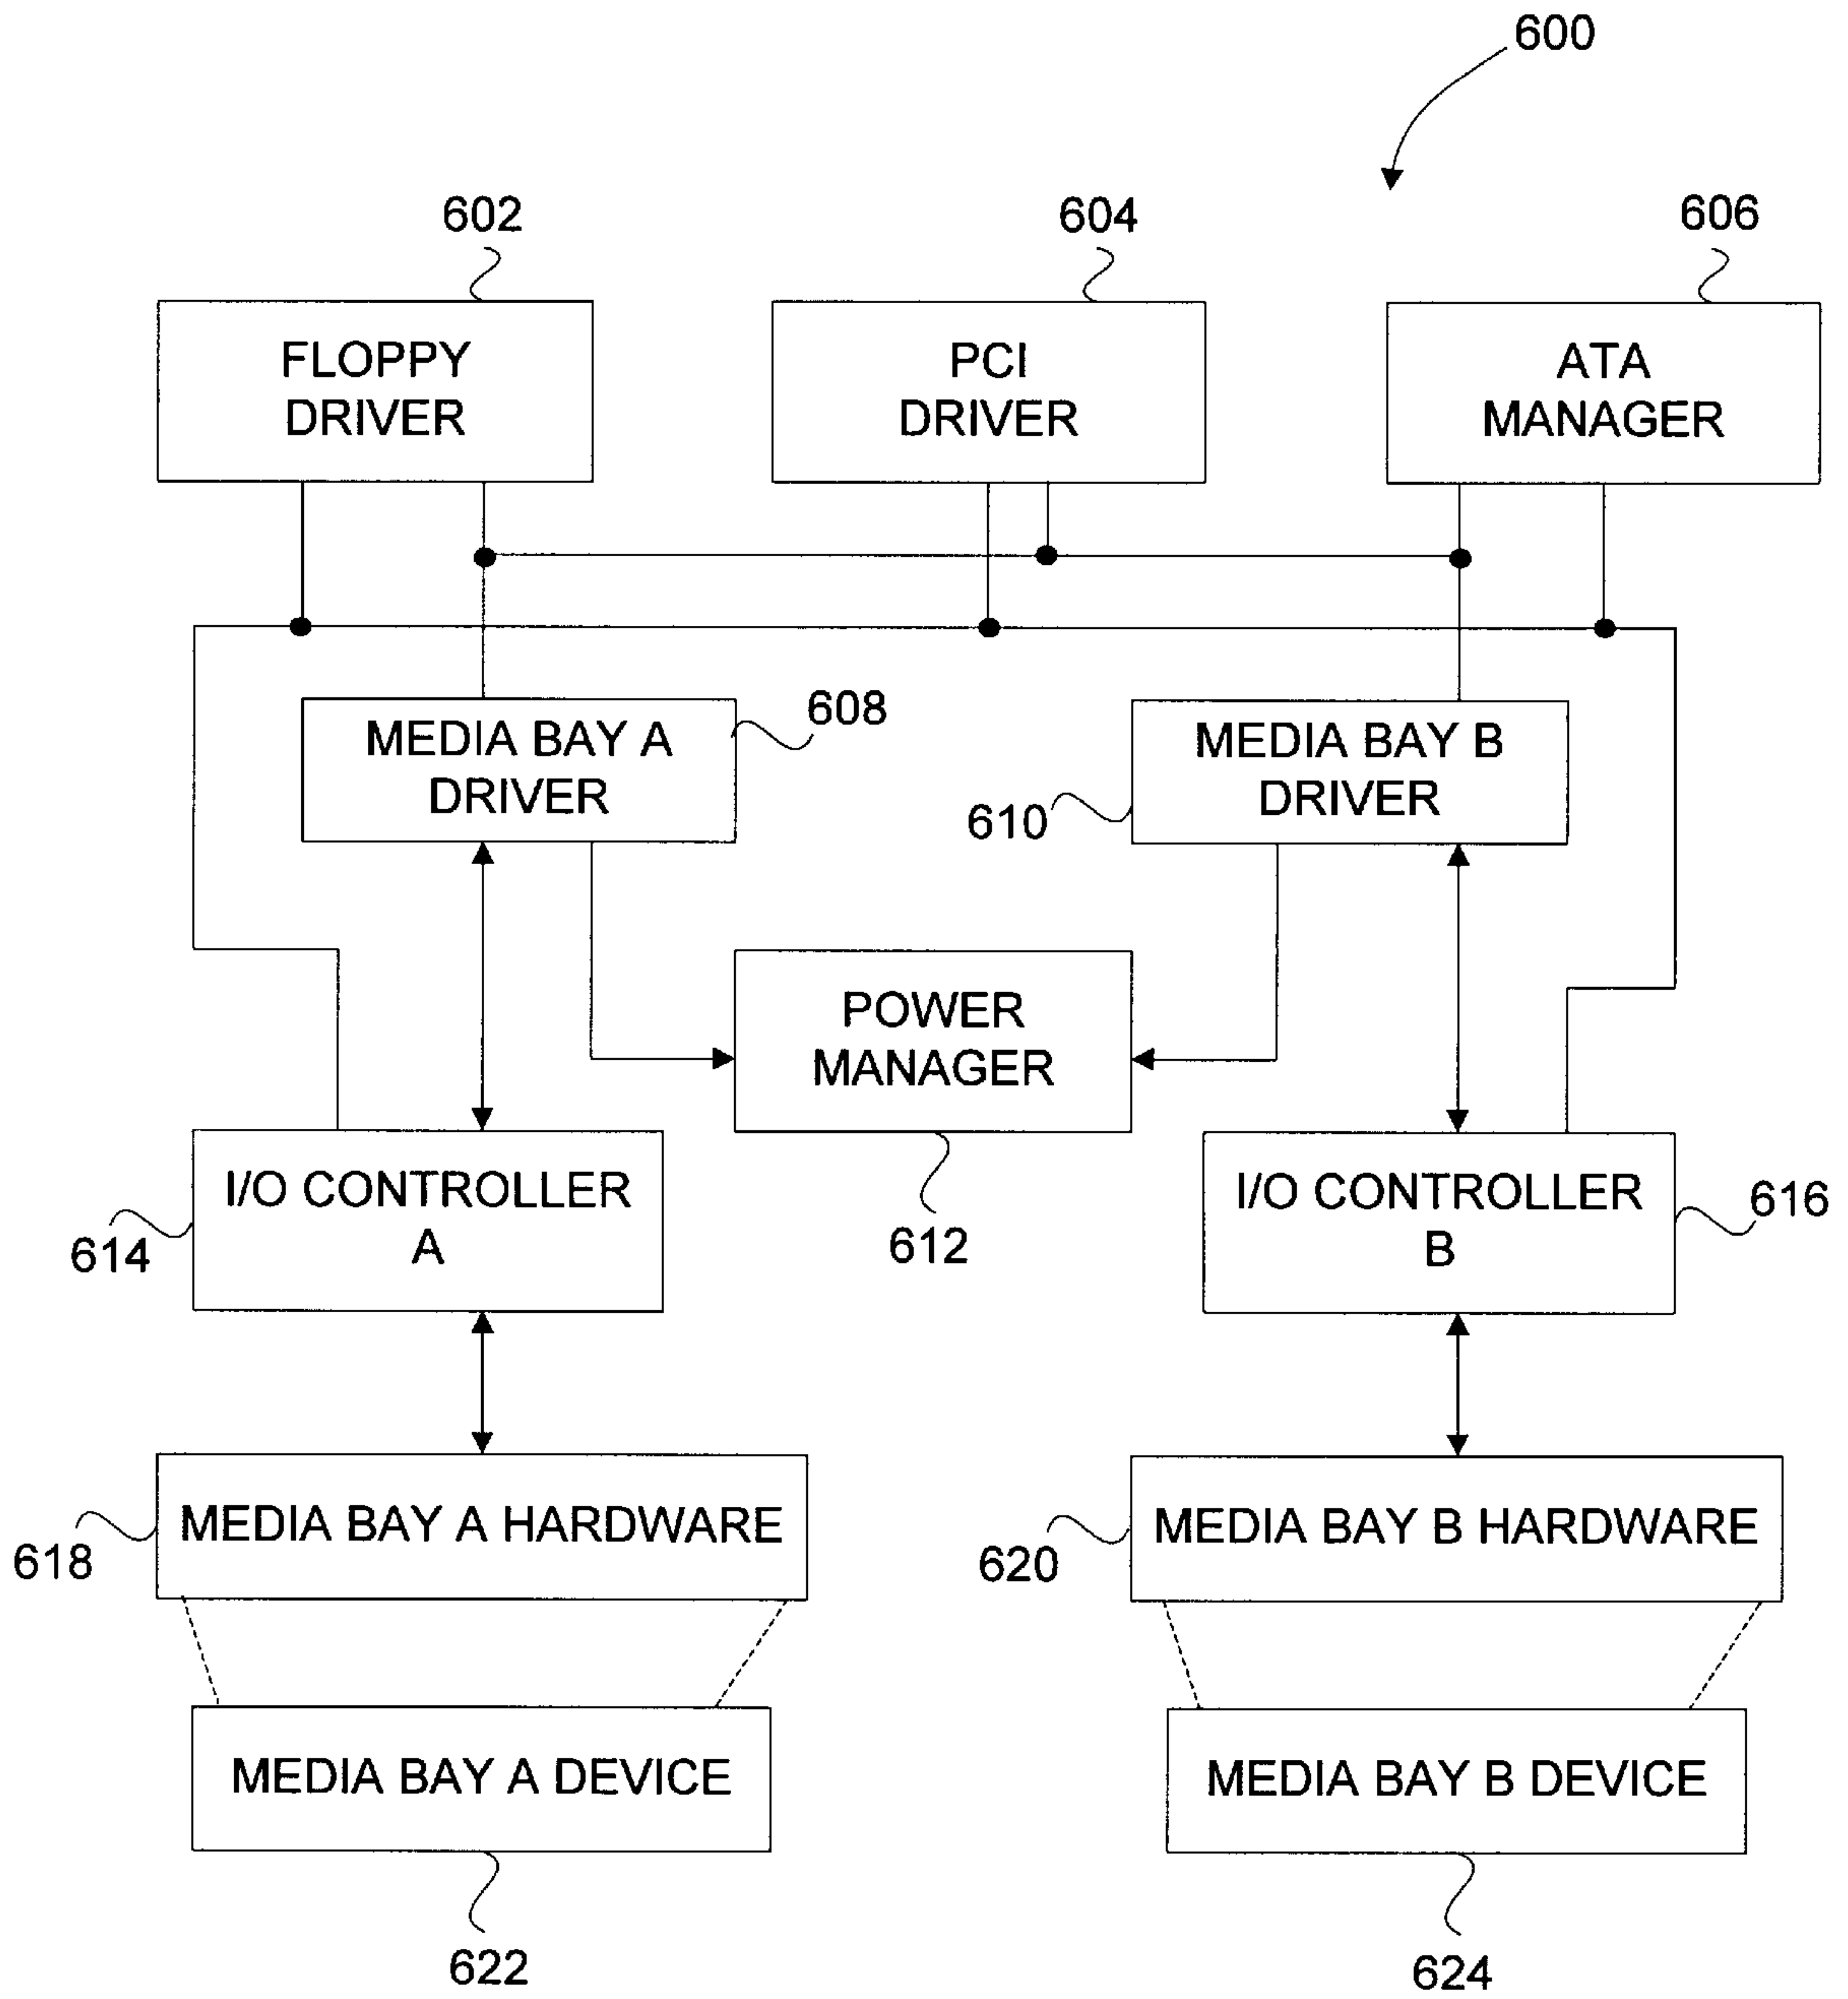 600
602
604
606
FLOPPY
DRIVER
PCI
DRIVER
ATA
MANAGER
608
MEDIA BAY A
DRIVER
MEDIA BAY B
DRIVER
610
POWER
MANAGER
I/O CONTROLLER
A
614
612
I/O CONTROLLER
B
616
MEDIA BAY A HARDWARE
618
MEDIA BAY B HARDWARE
620
MEDIA BAY A DEVICE
MEDIA BAY B DEVICE
622
624